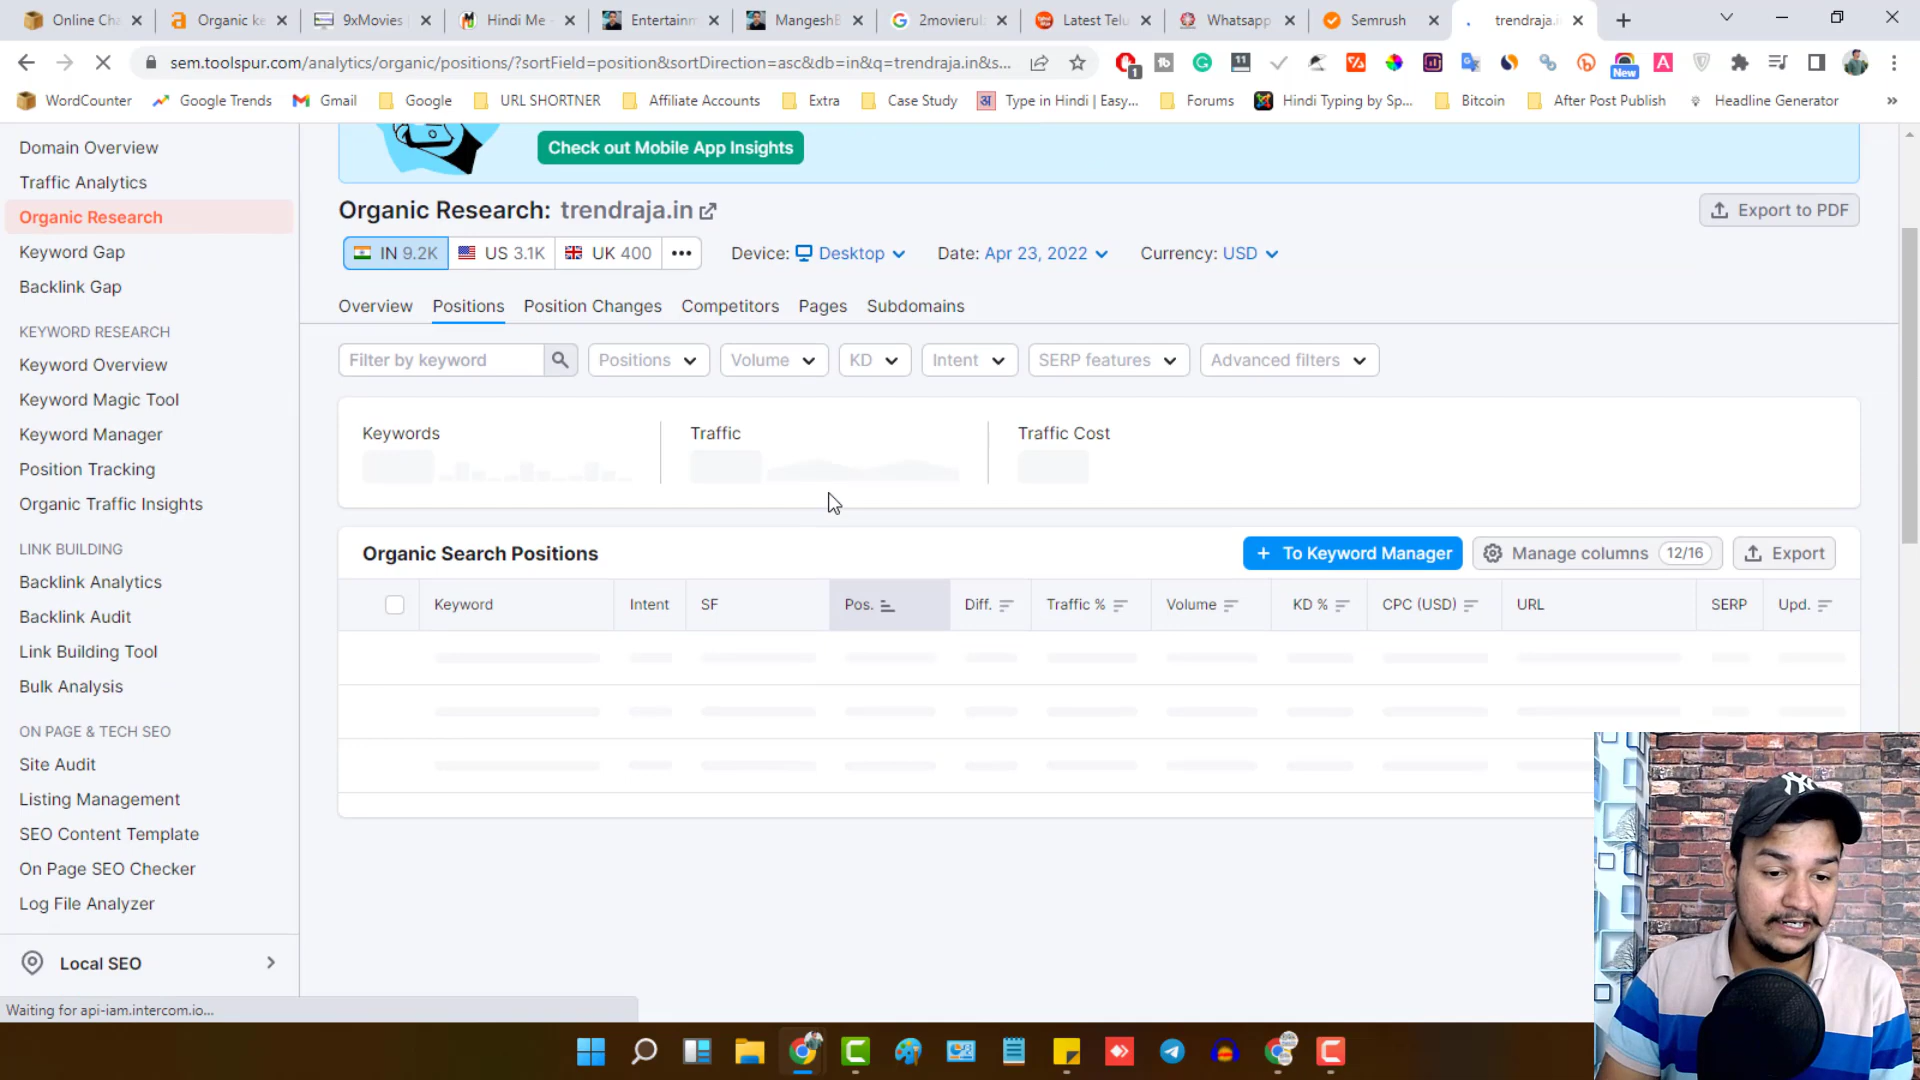 Online Cha
Organic ke
9xMovies
Hindi Me -
Entertainm
MangeshB
2movierul
Latest Telu
Whatsapp
Semrush
trendraja.i
sem.toolspur.com/analytics/organic/positions/?sortField=position&sortDirection=asc&db=in&q=trendraja.in&s...
1
11
New
WordCounter
Google Trends
Gmail
Google
URL SHORTNER
Affiliate Accounts
Extra
Case Study
अ Type in Hindi | Easy...
Forums
Hindi Typing by Sp...
Bitcoin
After Post Publish
Headline Generator
»
Domain Overview
Traffic Analytics
Organic Research
Keyword Gap
Backlink Gap
KEYWORD RESEARCH
Keyword Overview
Keyword Magic Tool
Keyword Manager
Position Tracking
Organic Traffic Insights
LINK BUILDING
Backlink Analytics
Backlink Audit
Link Building Tool
Bulk Analysis
ON PAGE & TECH SEO
Site Audit
Listing Management
SEO Content Template
On Page SEO Checker
Log File Analyzer
Local SEO
Waiting for api-iam.intercom.io...
Check out Mobile App Insights
Organic Research: trendraja.in
Export to PDF
IN 9.2K
US 3.1K
UK 400
Device: Desktop
Date: Apr 23, 2022
Currency: USD
Overview
Positions
Position Changes
Competitors
Pages
Subdomains
Filter by keyword
Positions
Volume
KD
Intent
SERP features
Advanced filters
Keywords
Traffic
Traffic Cost
Organic Search Positions
+ To Keyword Manager
Manage columns 12/16
Export
Keyword
Intent
SF
Pos.
Diff.
Traffic %
Volume
KD %
CPC (USD)
URL
SERP
Upd.